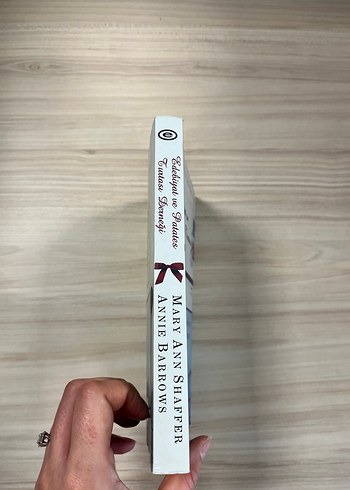 Edebiyat ve Patates
Turtası Derneği
MARY ANN SHAFFER
ANNIE BARROWS